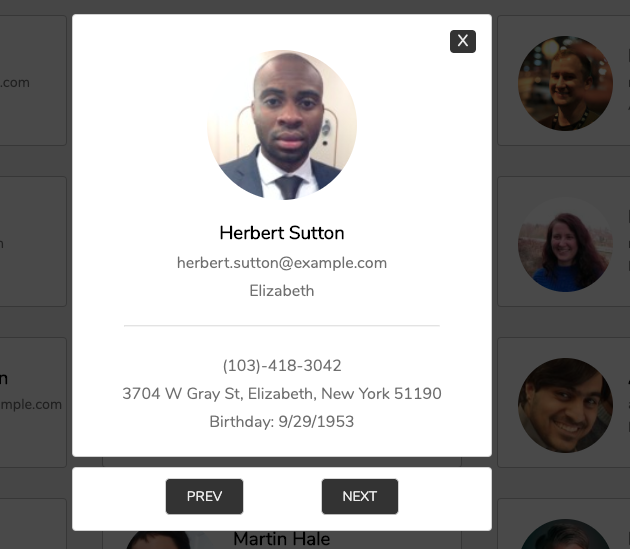 X
.com
Herbert Sutton
herbert.sutton@example.com
Elizabeth
(103)-418-3042
3704 W Gray St, Elizabeth, New York 51190
Birthday: 9/29/1953
mple.com
PREV
NEXT
Martin Hale